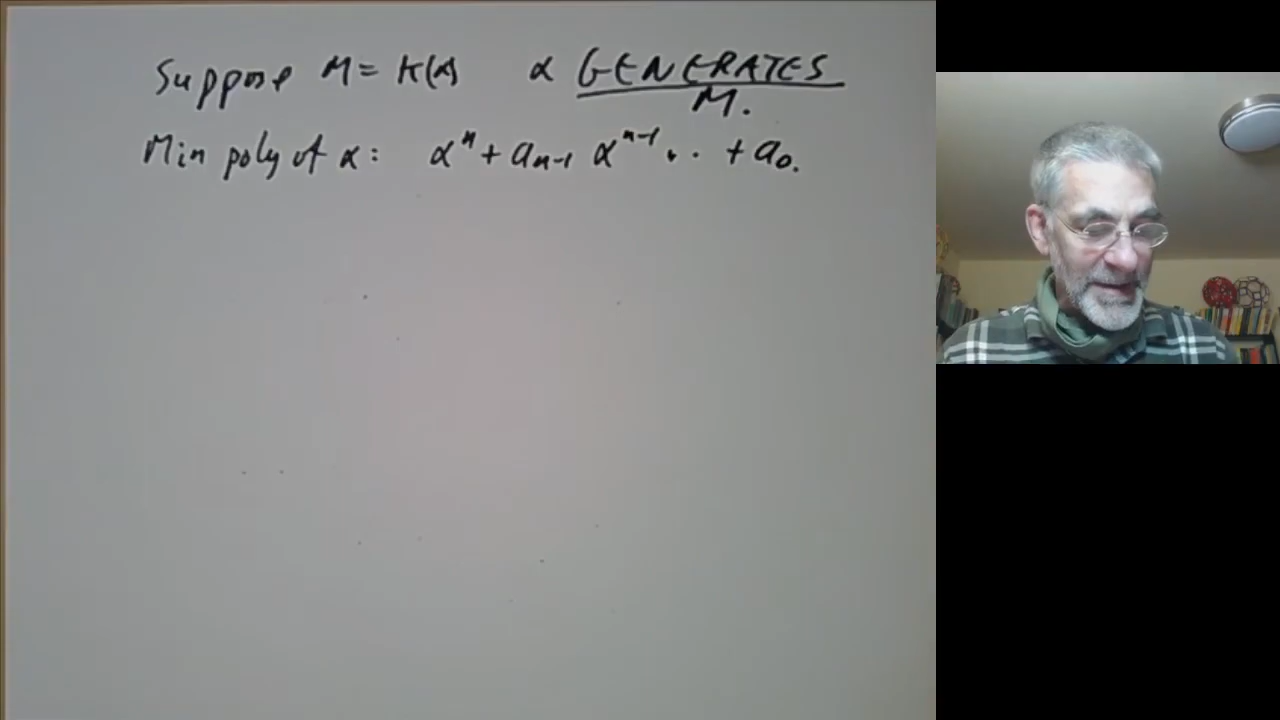 Suppose M = K(α) α GENERATES
M.
Min poly of α: αⁿ + aₙ₋₁ αⁿ⁻¹ . . . + a₀.